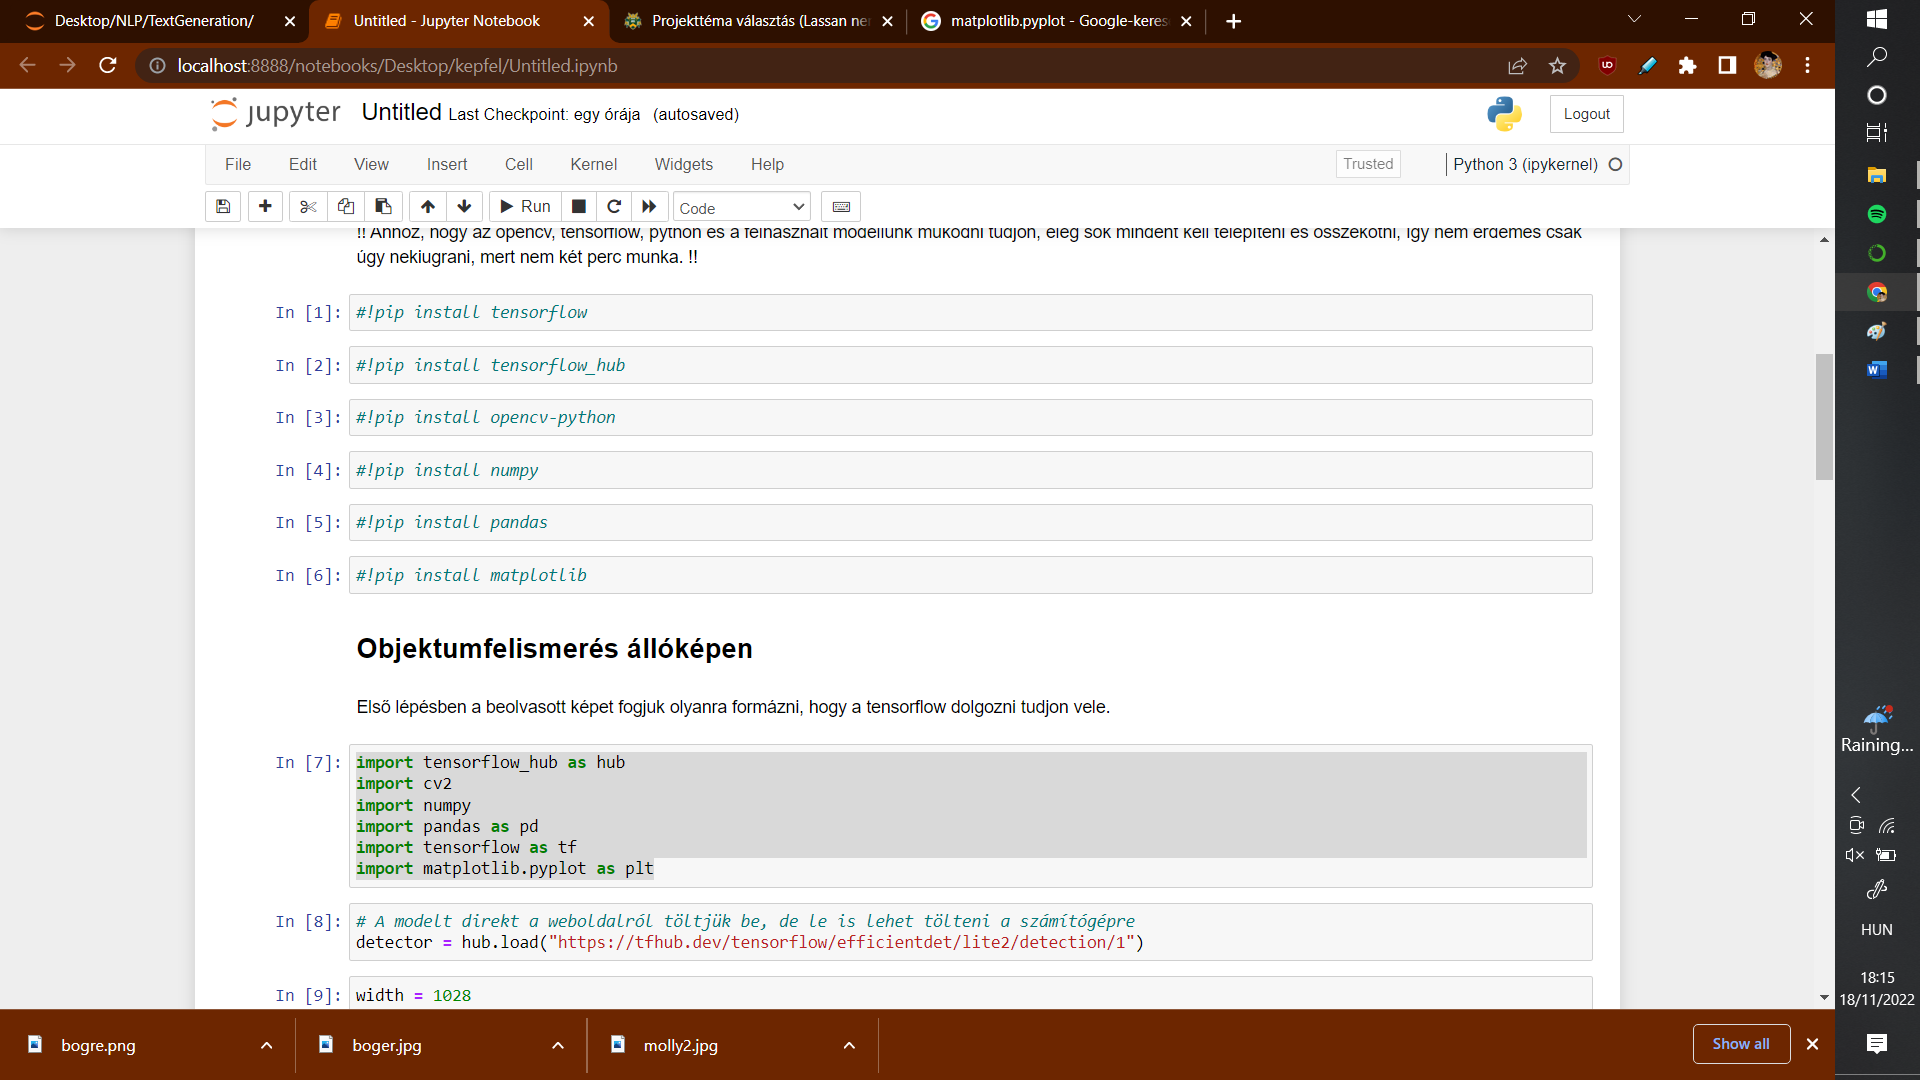 Desktop/NLP/TextGeneration/
Untitled - Jupyter Notebook
Projekttéma választás (Lassan ne
matplotlib.pyplot - Google-keres
localhost:8888/notebooks/Desktop/kepfel/Untitled.ipynb
jupyter Untitled Last Checkpoint: egy órája (autosaved)
Logout
File Edit View Insert Cell Kernel Widgets Help
Trusted
Python 3 (ipykernel)
Run
Code
!! Ahhoz, hogy az opencv, tensorflow, python és a felhasznált modellünk működni tudjon, elég sok mindent kell telepíteni és összekötni, így nem érdemes csak
úgy nekiugrani, mert nem két perc munka. !!
In [1]: #!pip install tensorflow
In [2]: #!pip install tensorflow_hub
In [3]: #!pip install opencv-python
In [4]: #!pip install numpy
In [5]: #!pip install pandas
In [6]: #!pip install matplotlib
Objektumfelismerés állóképen
Első lépésben a beolvasott képet fogjuk olyanra formázni, hogy a tensorflow dolgozni tudjon vele.
In [7]: import tensorflow_hub as hub
import cv2
import numpy
import pandas as pd
import tensorflow as tf
import matplotlib.pyplot as plt
In [8]: # A modelt direkt a weboldalról töltjük be, de le is lehet tölteni a számítógépre
detector = hub.load("https://tfhub.dev/tensorflow/efficientdet/lite2/detection/1")
In [9]: width = 1028
bogre.png
boger.jpg
molly2.jpg
Show all
Raining...
HUN
18:15
18/11/2022